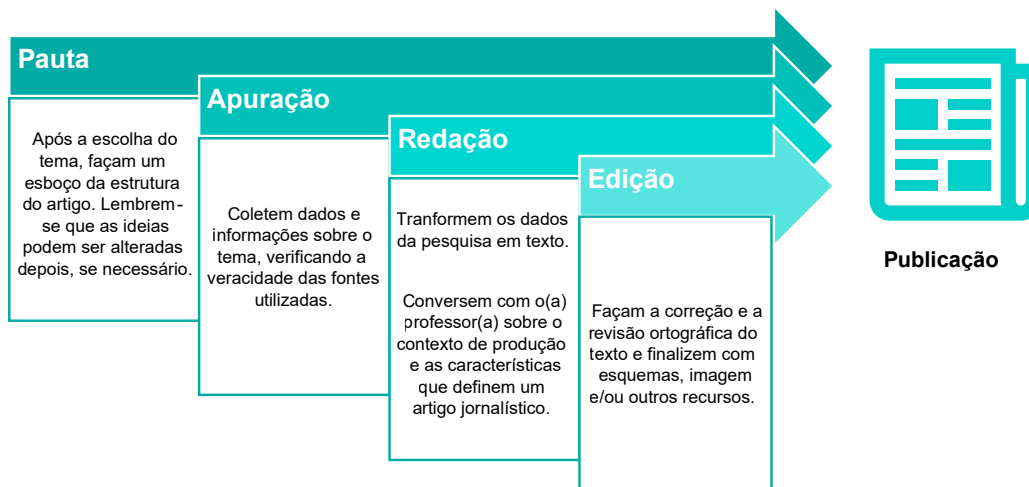 Pauta
Após a escolha do
tema, façam um
esboço da estrutura
do artigo. Lembrem-
se que as ideias
podem ser alteradas
depois, se necessário.
Apuração
Coletem dados e
informações sobre o
tema, verificando a
veracidade das fontes
utilizadas.
Redação
Tranformem os dados
da pesquisa em texto.
Conversem com o(a)
professor(a) sobre o
contexto de produção
e as características
que definem um
artigo jornalístico.
Edição
Façam a correção e a
revisão ortográfica do
texto e finalizem com
esquemas, imagem
e/ou outros recursos.
Publicação